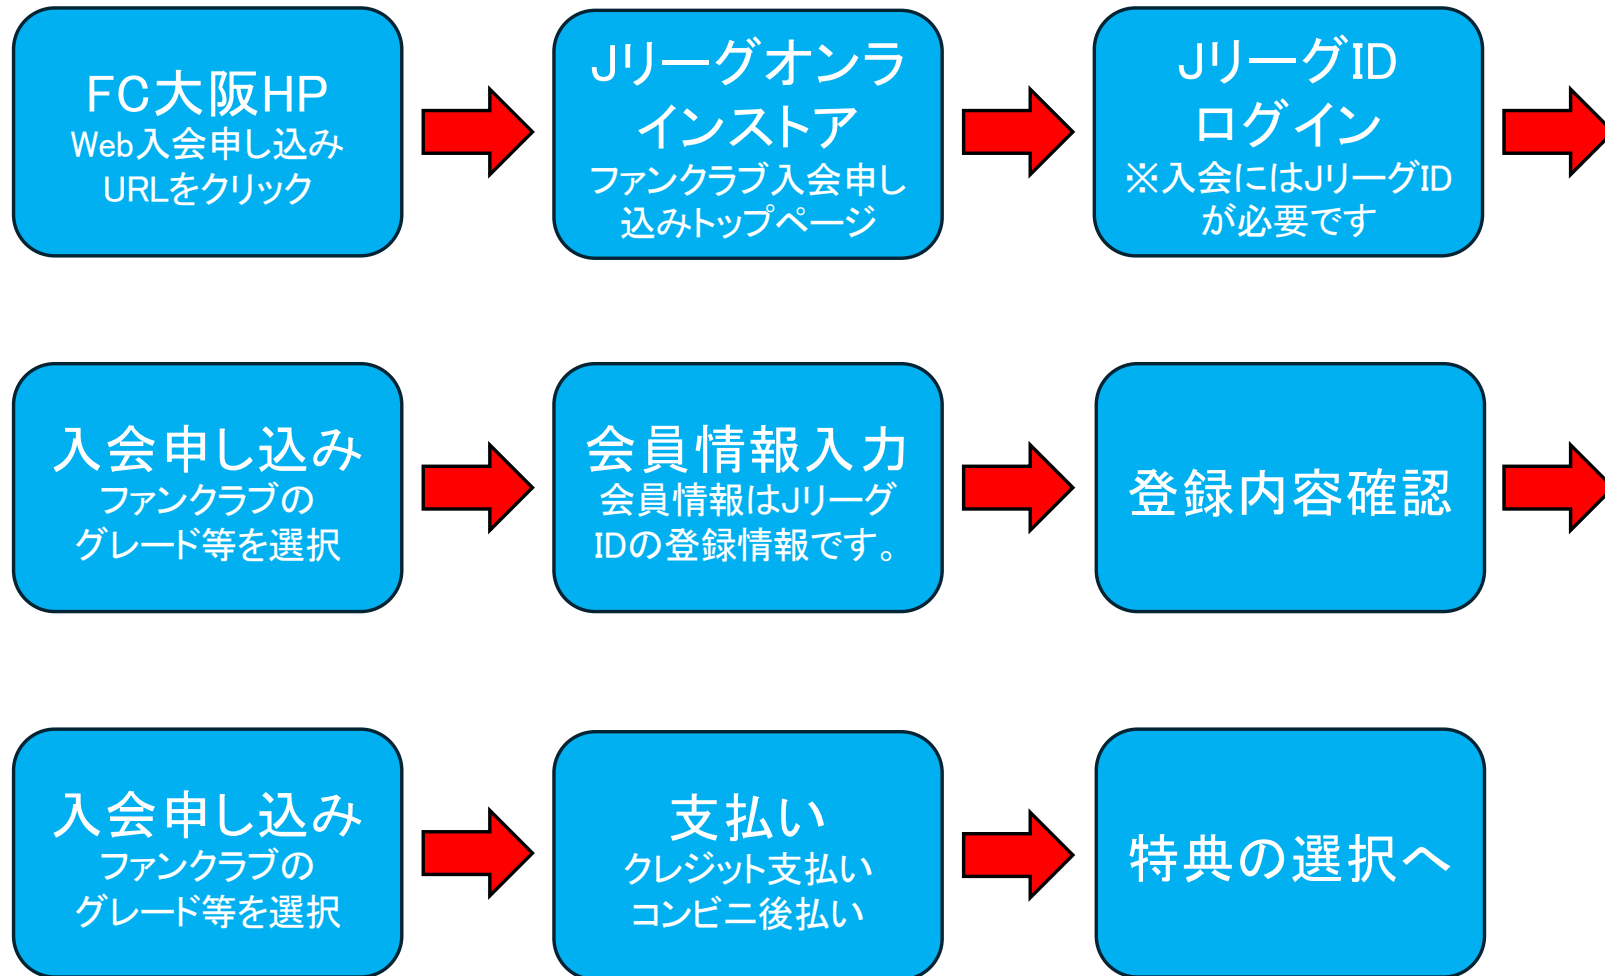 FC大阪HP
Web入会申し込み
URLをクリック
Jリーグオンラ
インストア
ファンクラブ入会申し
込みトップページ
JリーグID
ログイン
※入会にはJリーグID
が必要です
入会申し込み
ファンクラブの
グレード等を選択
会員情報入力
会員情報はJリーグ
IDの登録情報です。
登録内容確認
入会申し込み
ファンクラブの
グレード等を選択
支払い
クレジット支払い
コンビニ後払い
特典の選択へ